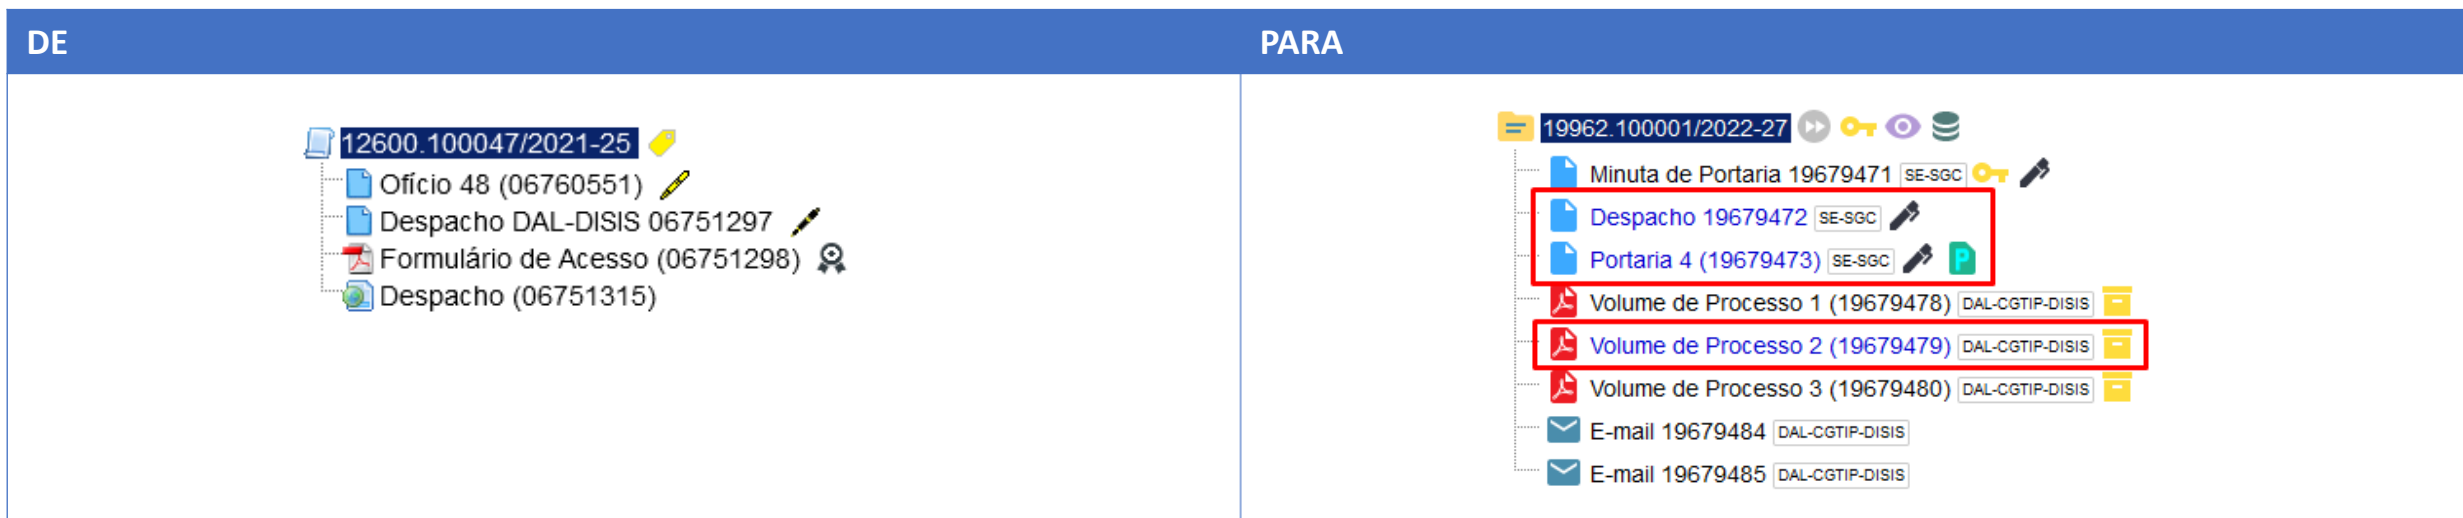 DE
PARA
12600.100047/2021-25
Ofício 48 (06760551)
Despacho DAL-DISIS 06751297
Formulário de Acesso (06751298)
Despacho (06751315)
19962.100001/2022-27
Minuta de Portaria 19679471 SE-SGC
Despacho 19679472 SE-SGC
Portaria 4 (19679473) SE-SGC P
Volume de Processo 1 (19679478) DAL-CGTIP-DISIS
Volume de Processo 2 (19679479) DAL-CGTIP-DISIS
Volume de Processo 3 (19679480) DAL-CGTIP-DISIS
E-mail 19679484 DAL-CGTIP-DISIS
E-mail 19679485 DAL-CGTIP-DISIS